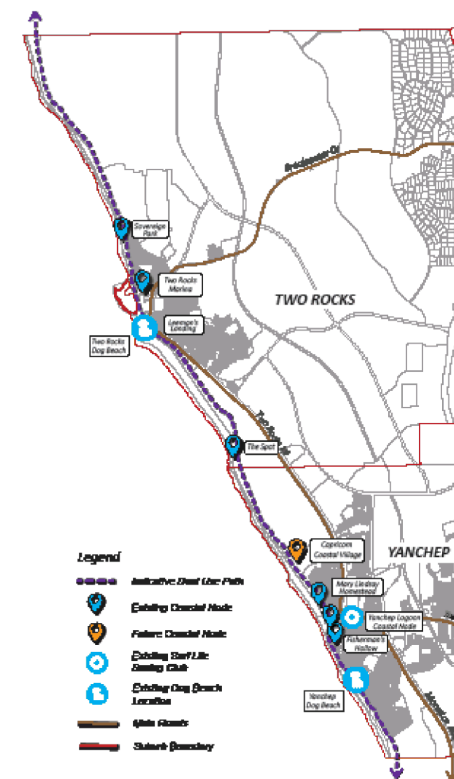 Sovereign
Park
Two Rocks
Marina
TWO ROCKS
Leeman's
Landing
Two Rocks
Dog Beach
The Spot
Capricorn
Coastal Village
YANCHEP
Mary Lindsay
Homestead
Yanchep Lagoon
Coastal Node
Fisherman's
Hollow
Yanchep
Dog Beach
Legend
Indicative Dual Use Path
Existing Coastal Node
Future Coastal Node
Existing Surf Life
Saving Club
Existing Dog Beach
Location
Main Roads
Suburb Boundary